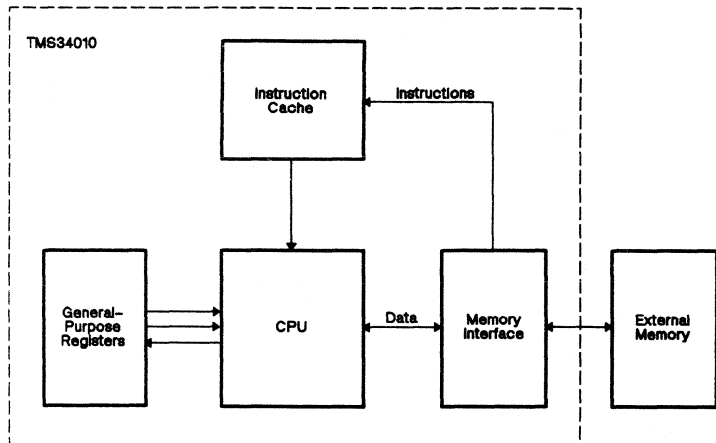 TMS34010
Instruction
Cache
Instructions
General-
Purpose
Registers
CPU
Data
Memory
Interface
External
Memory